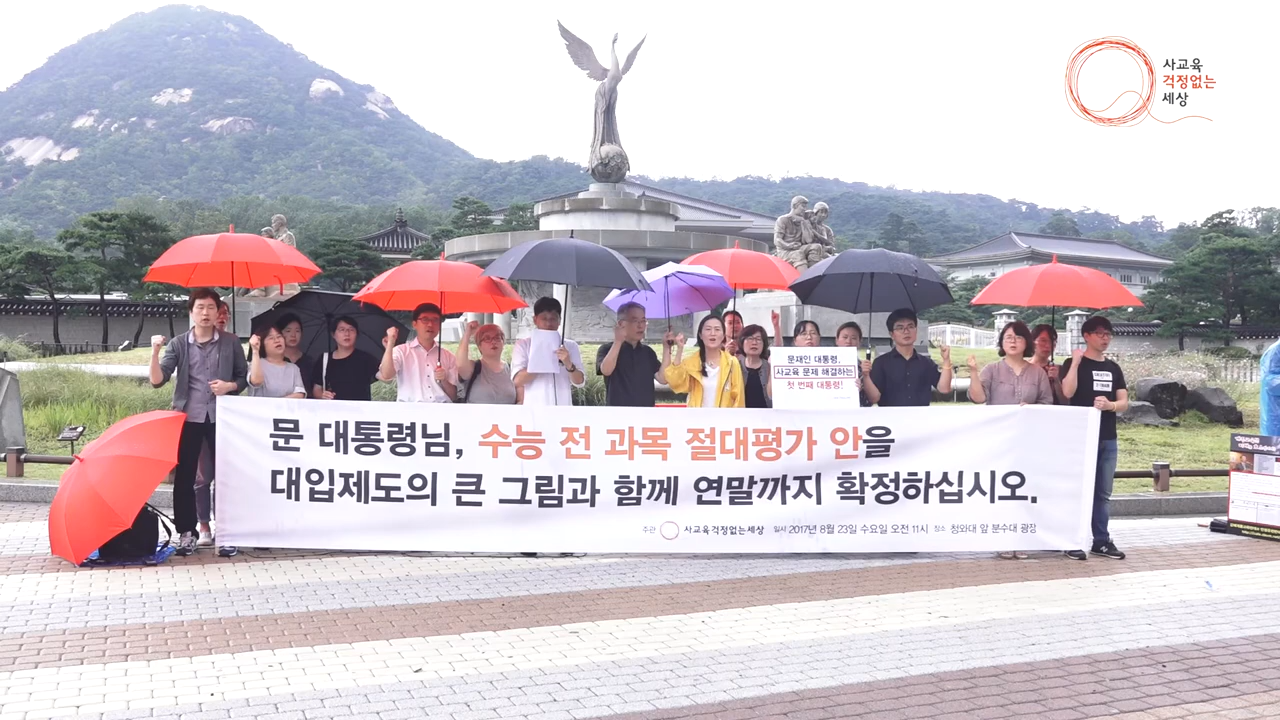 사교육
걱정없는
세상
문재인 대통령,
사교육 문제 해결하는
첫 번째 대통령!
문 대통령님, 수능 전 과목 절대평가 안을
대입제도의 큰 그림과 함께 연말까지 확정하십시오.
주관 사교육걱정없는세상 일시 2017년 8월 23일 수요일 오전 11시 장소 청와대 앞 분수대 광장